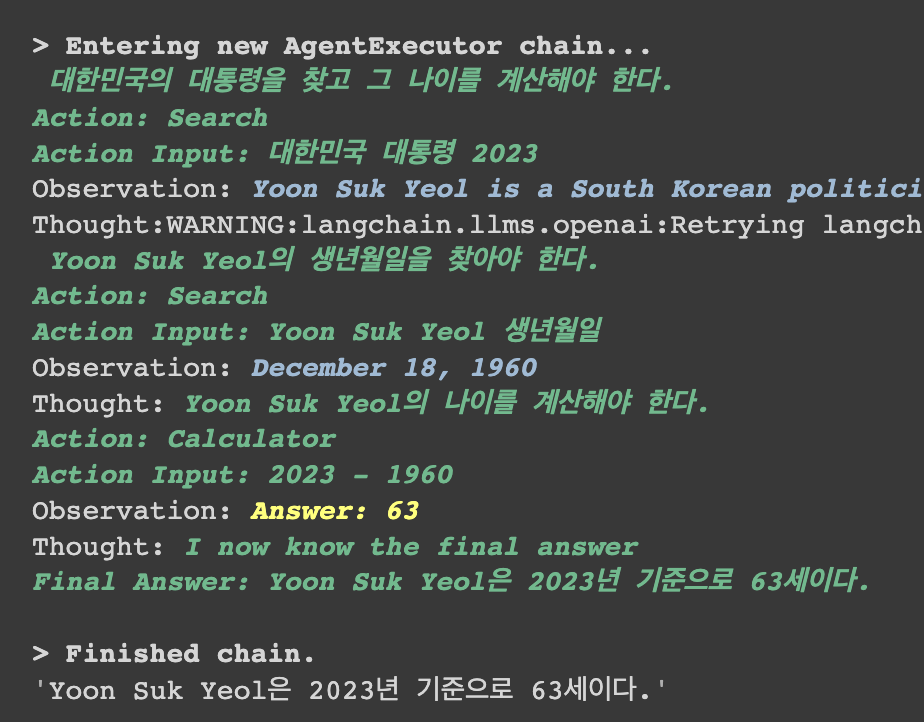 > Entering new AgentExecutor chain...
대한민국의 대통령을 찾고 그 나이를 계산해야 한다.
Action: Search
Action Input: 대한민국 대통령 2023
Observation: Yoon Suk Yeol is a South Korean politici
Thought:WARNING:langchain.llms.openai:Retrying langch
Yoon Suk Yeol의 생년월일을 찾아야 한다.
Action: Search
Action Input: Yoon Suk Yeol 생년월일
Observation: December 18, 1960
Thought: Yoon Suk Yeol의 나이를 계산해야 한다.
Action: Calculator
Action Input: 2023 - 1960
Observation: Answer: 63
Thought: I now know the final answer
Final Answer: Yoon Suk Yeol은 2023년 기준으로 63세이다.
> Finished chain.
'Yoon Suk Yeol은 2023년 기준으로 63세이다.'